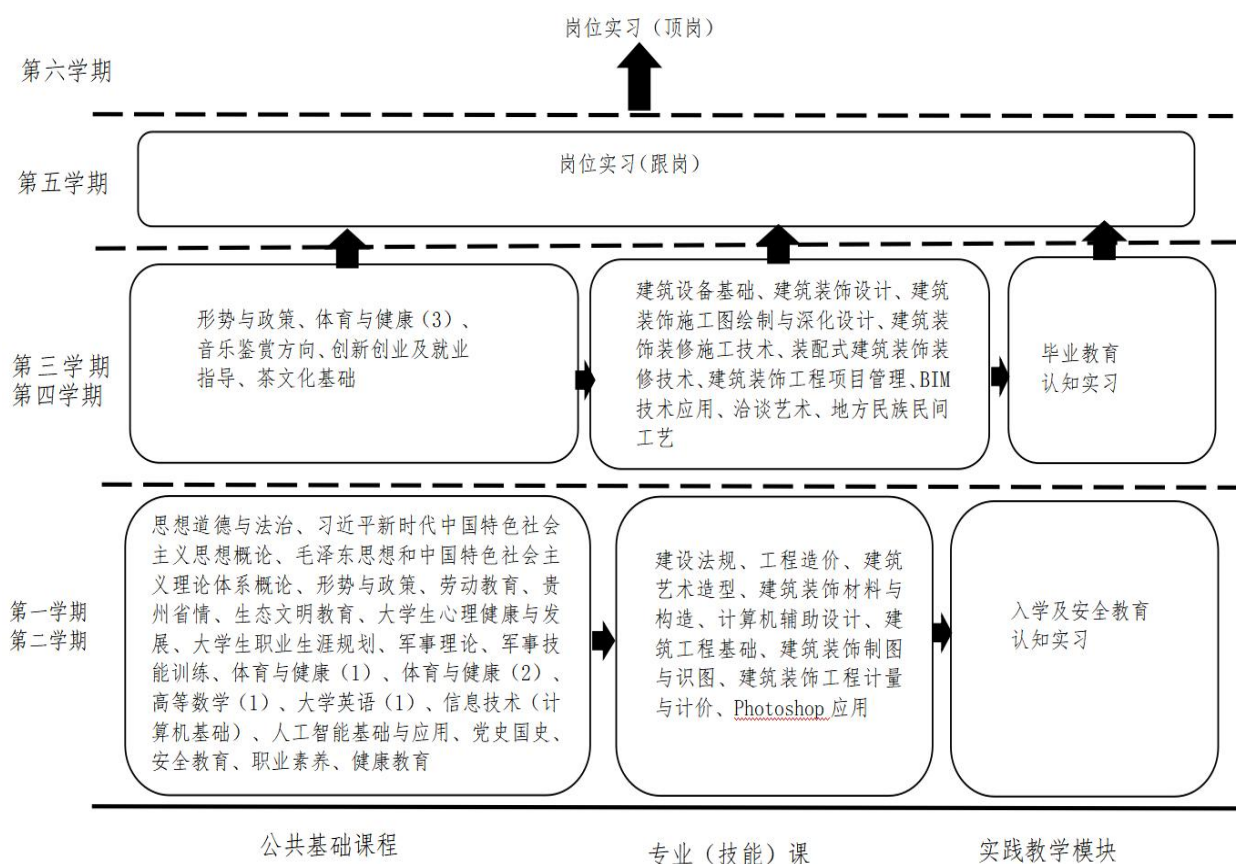 岗位实习（顶岗）
第六学期
岗位实习（跟岗）
第五学期
形势与政策、体育与健康（3）、
音乐鉴赏方向、创新创业及就业
指导、茶文化基础
建筑设备基础、建筑装饰设计、建筑
装饰施工图绘制与深化设计、建筑装
饰装修施工技术、装配式建筑装饰装
修技术、建筑装饰工程项目管理、BIM
技术应用、洽谈艺术、地方民族民间
工艺
毕业教育
认知实习
第三学期
第四学期
思想道德与法治、习近平新时代中国特色社会
主义思想概论、毛泽东思想和中国特色社会主
义理论体系概论、形势与政策、劳动教育、贵
州省情、生态文明教育、大学生心理健康与发
展、大学生职业生涯规划、军事理论、军事技
能训练、体育与健康（1）、体育与健康（2）、
高等数学（1）、大学英语（1）、信息技术（计
算机基础）、人工智能基础与应用、党史国史、
安全教育、职业素养、健康教育
建设法规、工程造价、建筑
艺术造型、建筑装饰材料与
构造、计算机辅助设计、建
筑工程基础、建筑装饰制图
与识图、建筑装饰工程计量
与计价、Photoshop 应用
入学及安全教育
认知实习
第一学期
第二学期
公共基础课程
专业（技能）课
实践教学模块